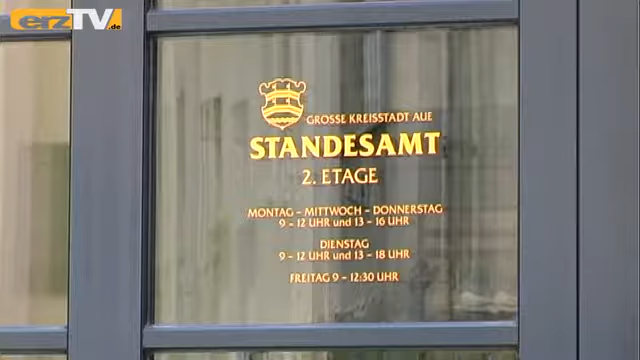 erzTV.de
GROSSE KREISSTADT AUE
STANDESAMT
2. ETAGE
MONTAG - MITTWOCH - DONNERSTAG
9 - 12 UHR und 13 - 16 UHR
DIENSTAG
9 - 12 UHR und 13 - 18 UHR
FREITAG 9 - 12:30 UHR